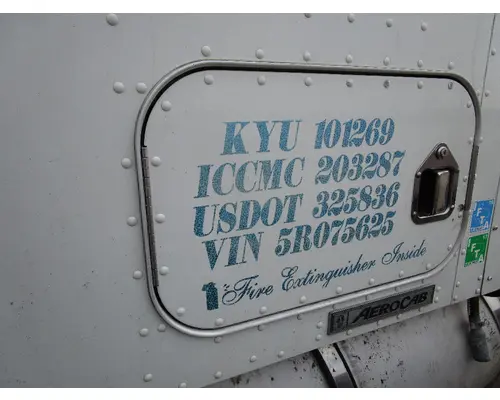 KYU 101269
ICCMC 203287
USDOT 325836
VIN 5R075625
Fire Extinguisher Inside
AEROCAB